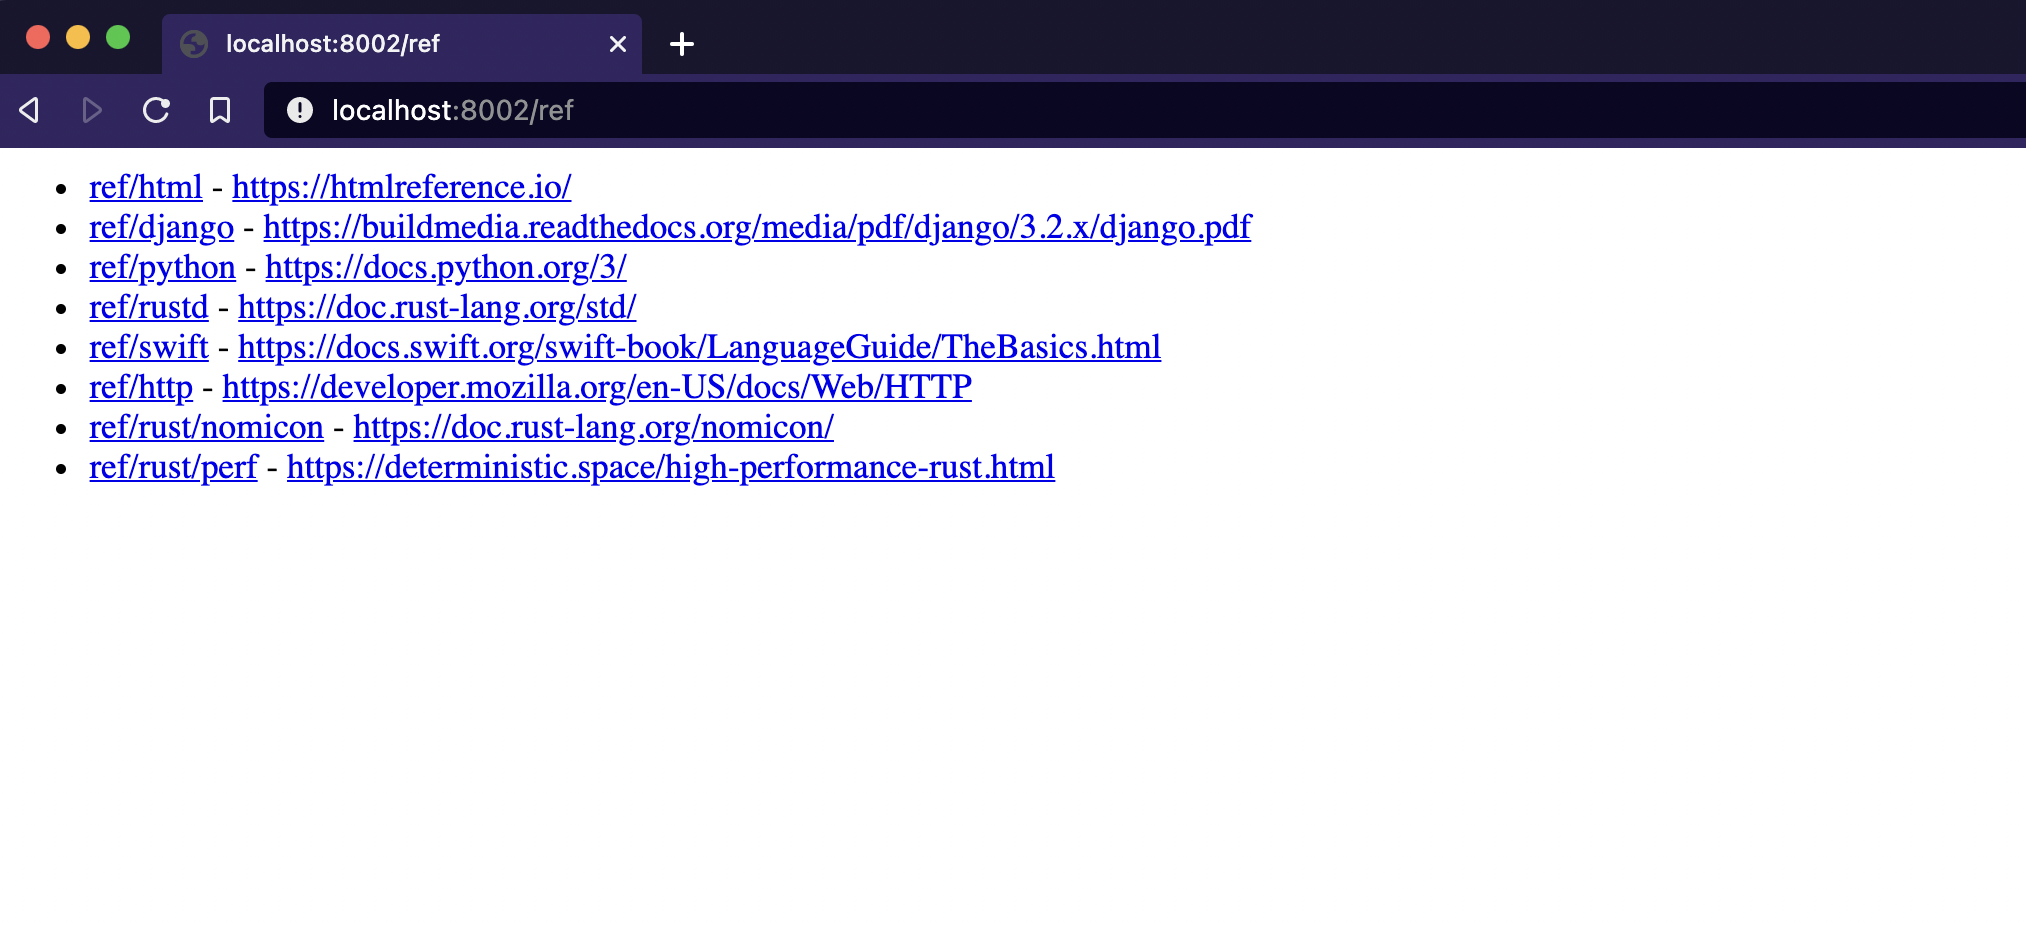 localhost:8002/ref
localhost:8002/ref
ref/html - https://htmlreference.io/
ref/django - https://buildmedia.readthedocs.org/media/pdf/django/3.2.x/django.pdf
ref/python - https://docs.python.org/3/
ref/rustd - https://doc.rust-lang.org/std/
ref/swift - https://docs.swift.org/swift-book/LanguageGuide/TheBasics.html
ref/http - https://developer.mozilla.org/en-US/docs/Web/HTTP
ref/rust/nomicon - https://doc.rust-lang.org/nomicon/
ref/rust/perf - https://deterministic.space/high-performance-rust.html